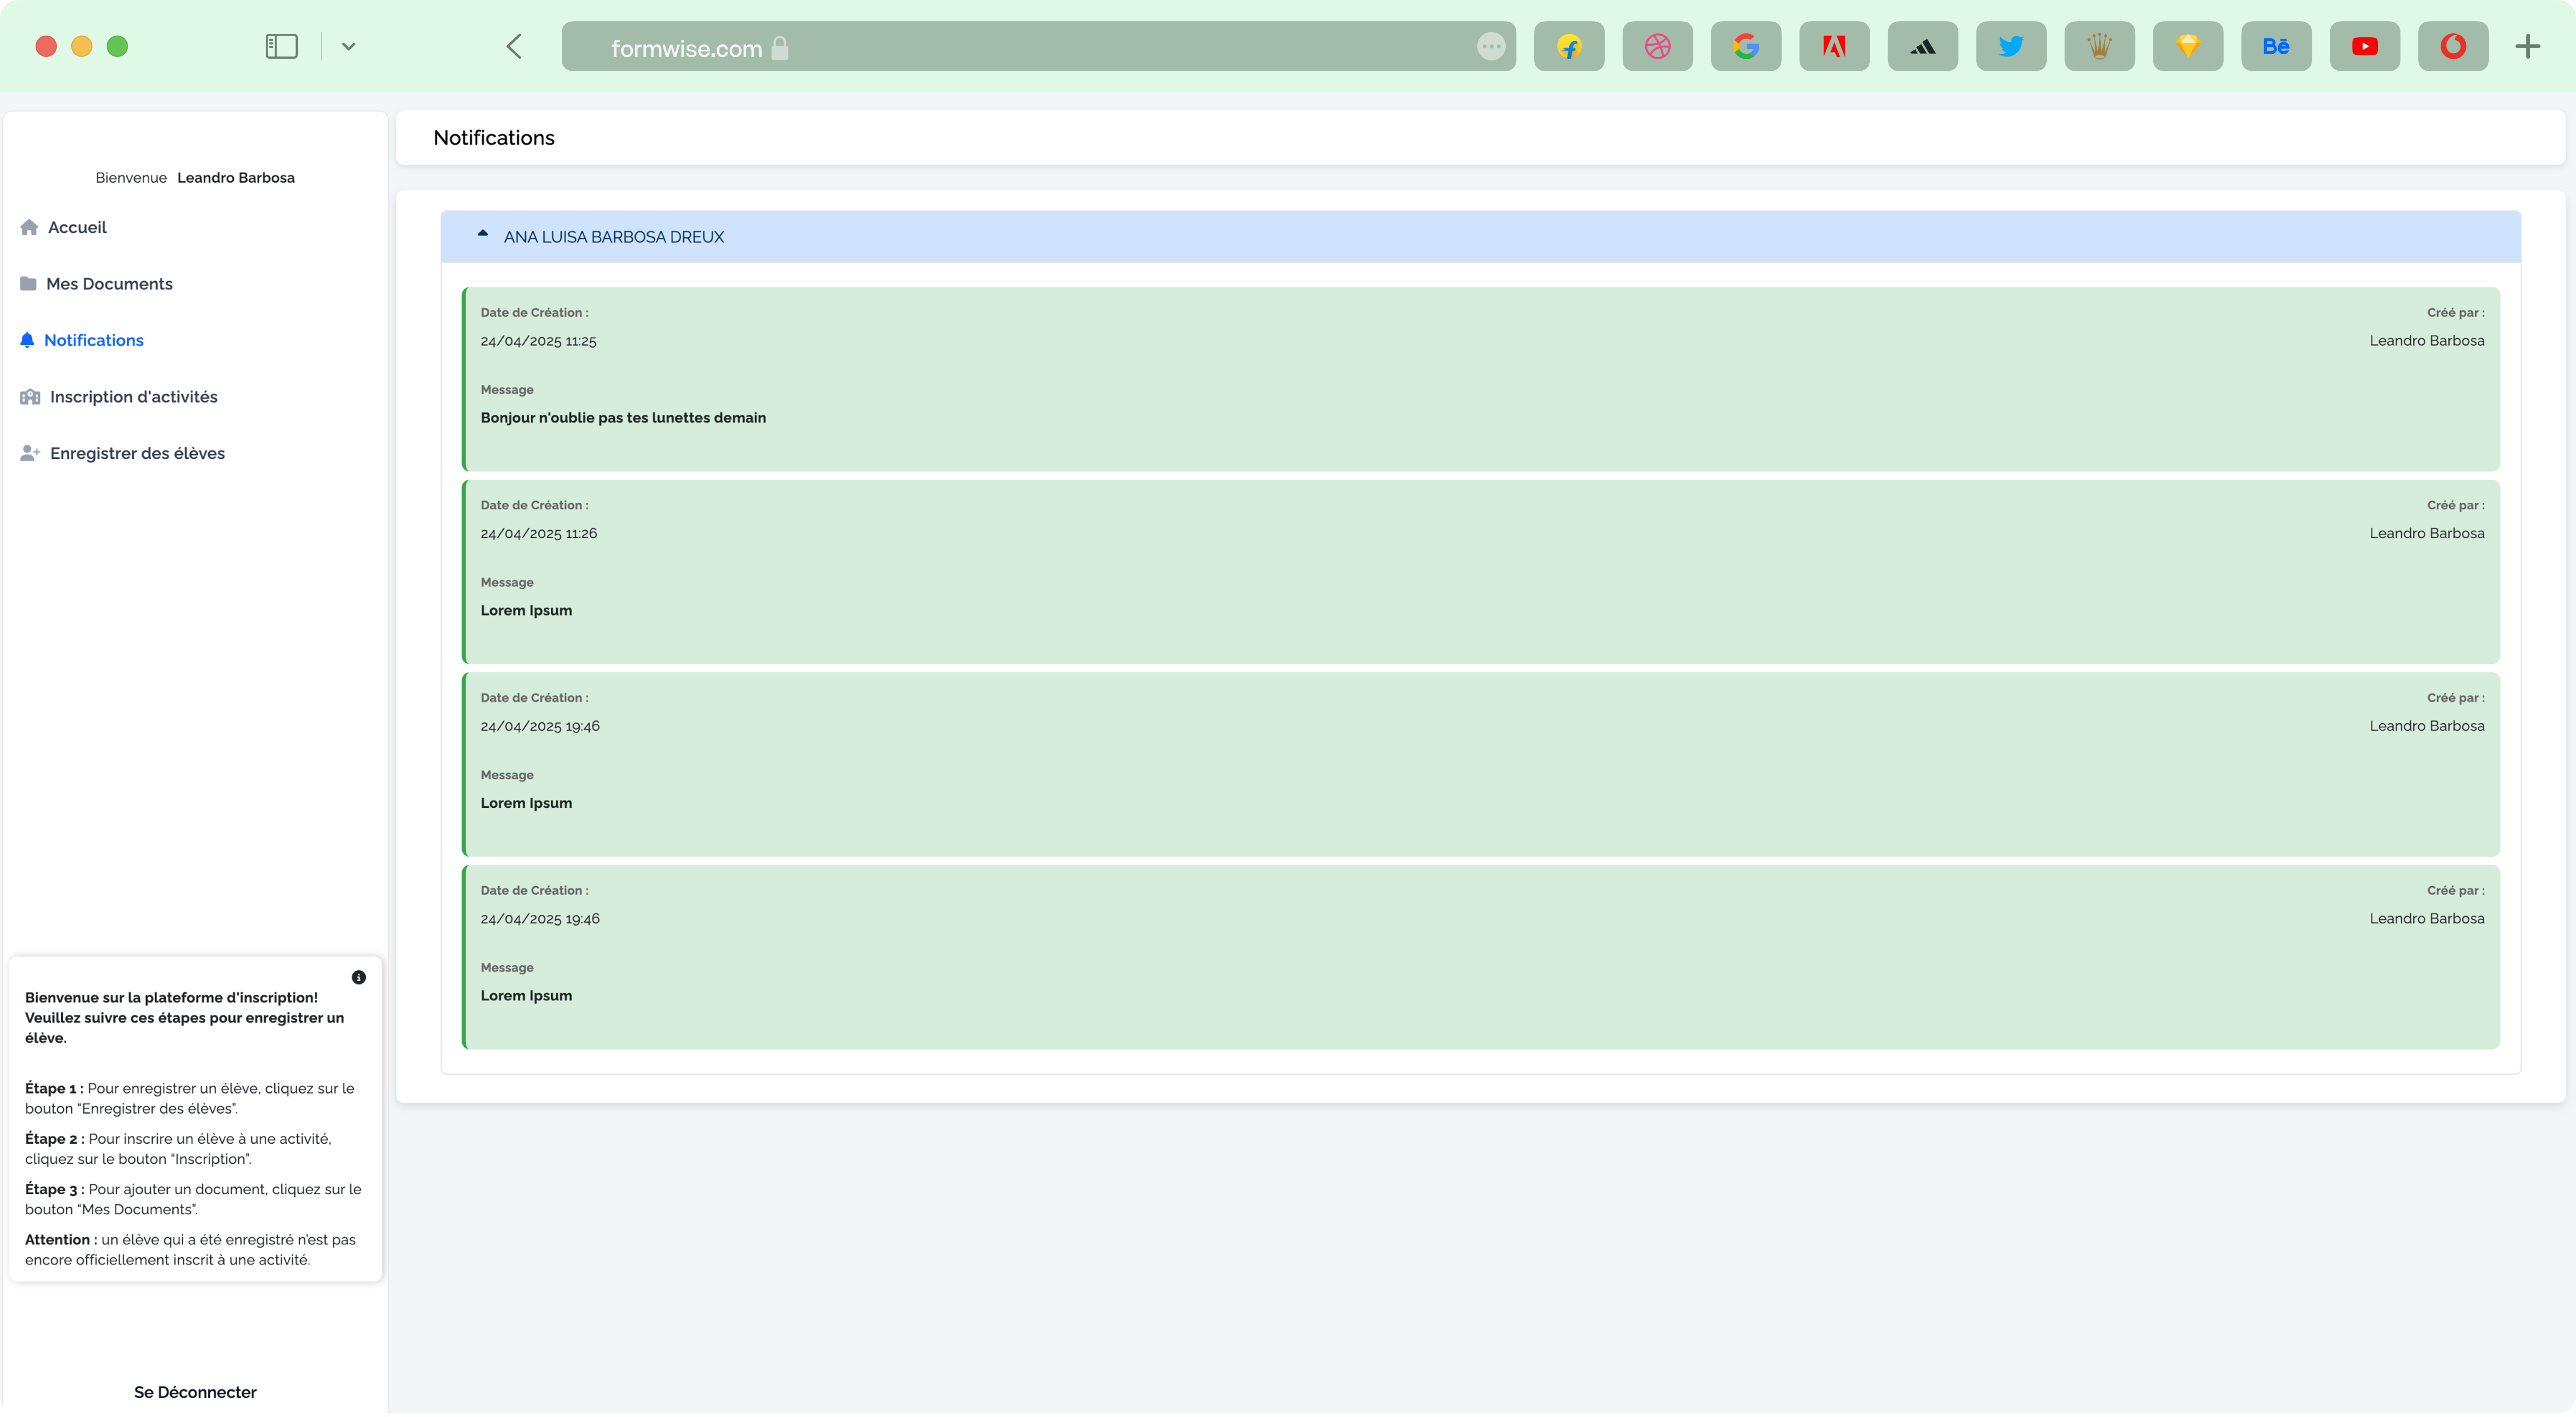 formwise.com
Bē
Notifications
Bienvenue Leandro Barbosa
Accueil
Mes Documents
Notifications
Inscription d'activités
Enregistrer des élèves
ANA LUISA BARBOSA DREUX
Date de Création : Créé par :
24/04/2025 11:25 Leandro Barbosa
Message
Bonjour n'oublie pas tes lunettes demain
Date de Création : Créé par :
24/04/2025 11:26 Leandro Barbosa
Message
Lorem Ipsum
Date de Création : Créé par :
24/04/2025 19:46 Leandro Barbosa
Message
Lorem Ipsum
Date de Création : Créé par :
24/04/2025 19:46 Leandro Barbosa
Message
Lorem Ipsum
Bienvenue sur la plateforme d'inscription!
Veuillez suivre ces étapes pour enregistrer un
élève.
Étape 1 : Pour enregistrer un élève, cliquez sur le
bouton “Enregistrer des élèves”.
Étape 2 : Pour inscrire un élève à une activité,
cliquez sur le bouton “Inscription”.
Étape 3 : Pour ajouter un document, cliquez sur le
bouton “Mes Documents”.
Attention : un élève qui a été enregistré n’est pas
encore officiellement inscrit à une activité.
Se Déconnecter